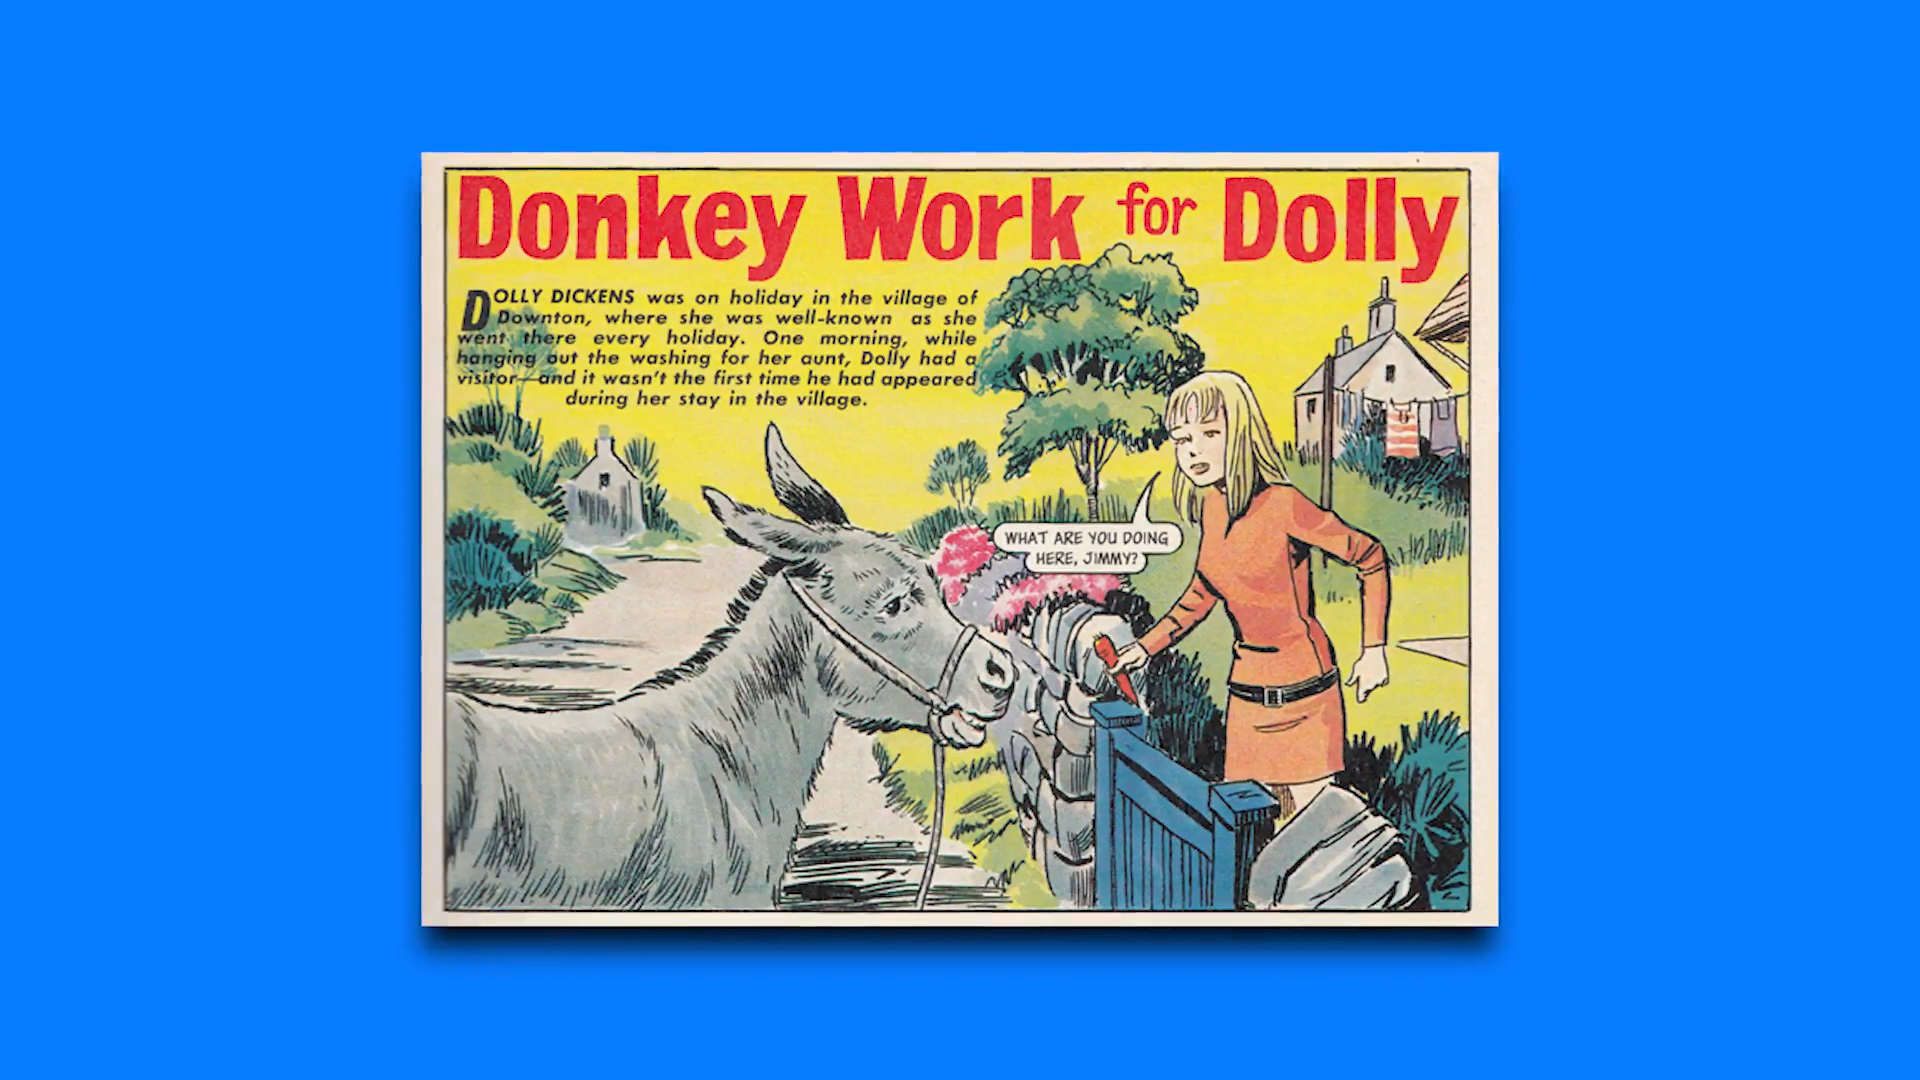 Donkey Work for Dolly
DOLLY DICKENS was on holiday in the village of
Downton, where she was well-known as she
went there every holiday. One morning, while
hanging out the washing for her aunt, Dolly had a
visitor—and it wasn't the first time he had appeared
during her stay in the village.
WHAT ARE YOU DOING
HERE, JIMMY?